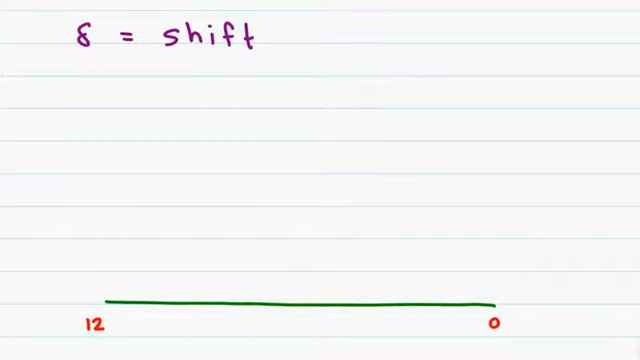 δ = shift
12 0